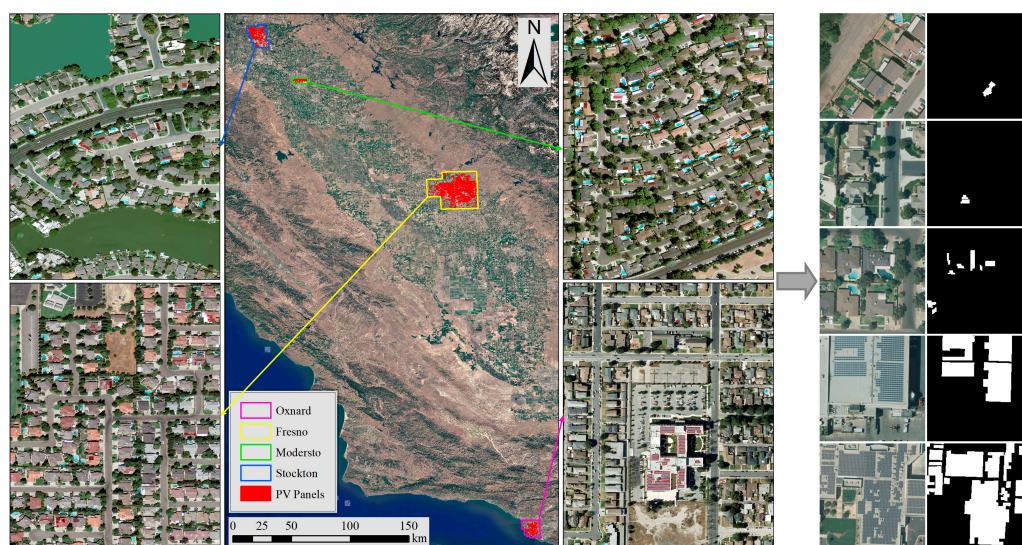 N
Oxnard
Fresno
Modersto
Stockton
PV Panels
0 25 50 100 150
km